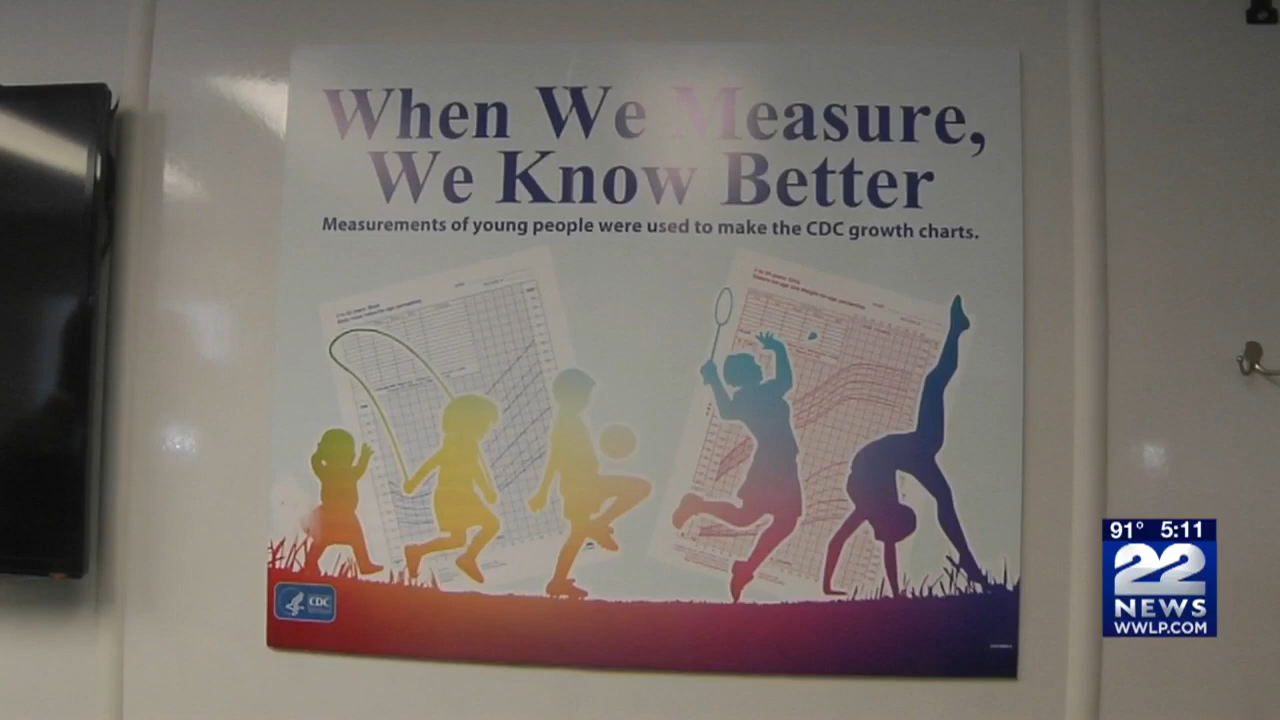 When We Measure,
We Know Better
Measurements of young people were used to make the CDC growth charts.
CDC
91° 5:11
22
NEWS
WWLP.COM